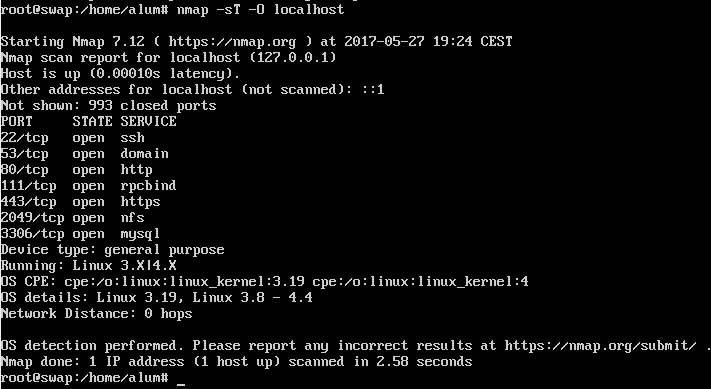 root@swap:/home/alum# nmap -sT -O localhost
Starting Nmap 7.12 ( https://nmap.org ) at 2017-05-27 19:24 CEST
Nmap scan report for localhost (127.0.0.1)
Host is up (0.00010s latency).
Other addresses for localhost (not scanned): ::1
Not shown: 993 closed ports
PORT     STATE SERVICE
22/tcp   open  ssh
53/tcp   open  domain
80/tcp   open  http
111/tcp  open  rpcbind
443/tcp  open  https
2049/tcp open  nfs
3306/tcp open  mysql
Device type: general purpose
Running: Linux 3.X|4.X
OS CPE: cpe:/o:linux:linux_kernel:3.19 cpe:/o:linux:linux_kernel:4
OS details: Linux 3.19, Linux 3.8 - 4.4
Network Distance: 0 hops
OS detection performed. Please report any incorrect results at https://nmap.org/submit/ .
Nmap done: 1 IP address (1 host up) scanned in 2.58 seconds
root@swap:/home/alum# _